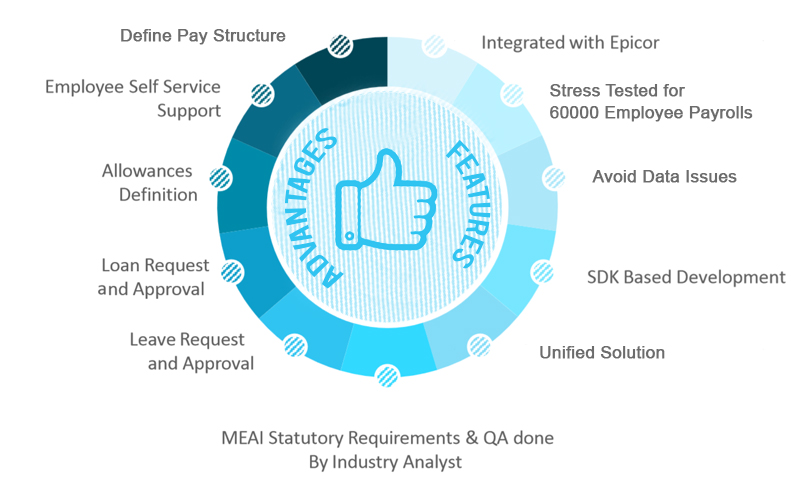 Define Pay Structure
Integrated with Epicor
Employee Self Service
Support
Stress Tested for
60000 Employee Payrolls
Allowances
Definition
Avoid Data Issues
ADVANTAGES
FEATURES
Loan Request
and Approval
SDK Based Development
Leave Request
and Approval
Unified Solution
MEAI Statutory Requirements & QA done
By Industry Analyst